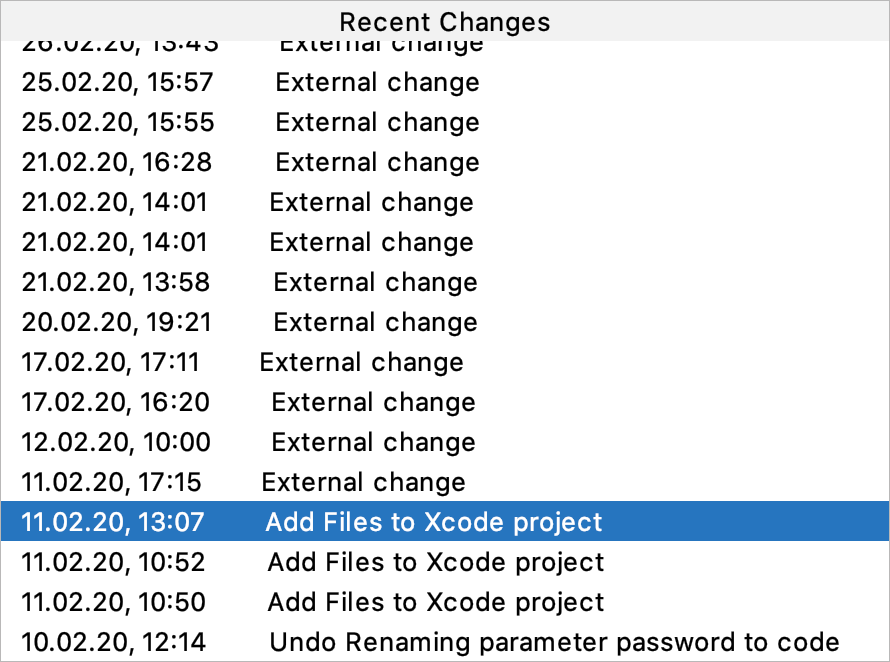 Recent Changes
26.02.20, 13:43 External change
25.02.20, 15:57 External change
25.02.20, 15:55 External change
21.02.20, 16:28 External change
21.02.20, 14:01 External change
21.02.20, 14:01 External change
21.02.20, 13:58 External change
20.02.20, 19:21 External change
17.02.20, 17:11 External change
17.02.20, 16:20 External change
12.02.20, 10:00 External change
11.02.20, 17:15 External change
11.02.20, 13:07 Add Files to Xcode project
11.02.20, 10:52 Add Files to Xcode project
11.02.20, 10:50 Add Files to Xcode project
10.02.20, 12:14 Undo Renaming parameter password to code